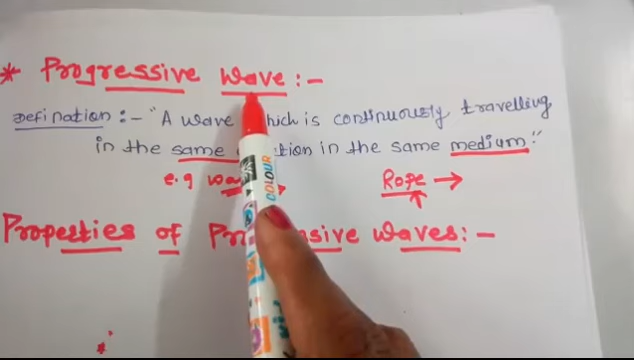 * Progressive Wave :-
Defination :- "A wave which is continuously travelling
in the same direction in the same medium."
e.g Rope →
Properties of Progressive Waves :-
COLOUR